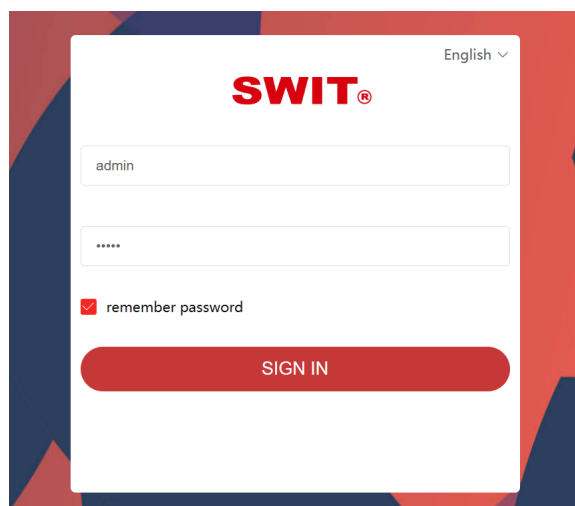 English
SWIT®
admin
•••••
remember password
SIGN IN